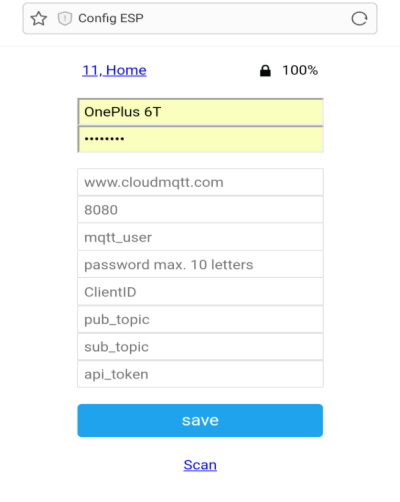 Config ESP
11, Home 100%
OnePlus 6T
••••••••
www.cloudmqtt.com
8080
mqtt_user
password max. 10 letters
ClientID
pub_topic
sub_topic
api_token
save
Scan